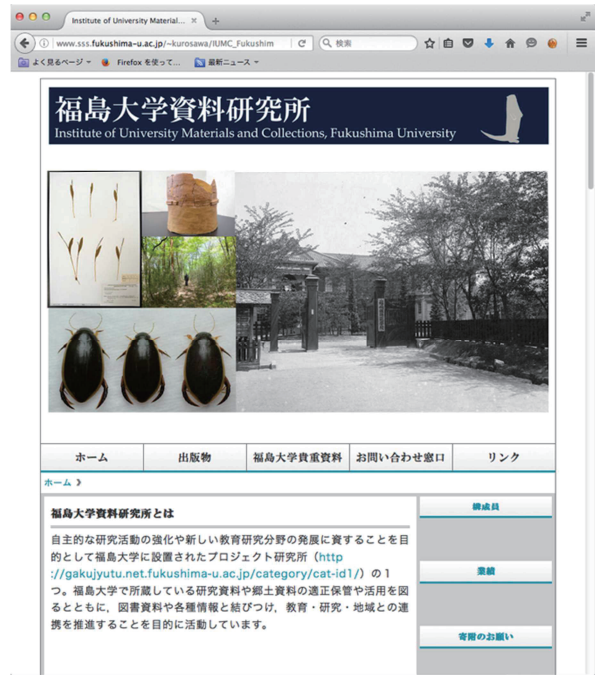 Institute of University Material...
www.sss.fukushima-u.ac.jp/~kurosawa/IUMC_Fukushim
検索
よく見るページ
Firefox を使って...
最新ニュース
福島大学資料研究所
Institute of University Materials and Collections, Fukushima University
ホーム
出版物
福島大学貴重資料
お問い合わせ窓口
リンク
ホーム 》
福島大学資料研究所とは
自主的な研究活動の強化や新しい教育研究分野の発展に資することを目
的として福島大学に設置されたプロジェクト研究所（http
://gakujyutu.net.fukushima-u.ac.jp/category/cat-id1/）の1
つ。福島大学で所蔵している研究資料や郷土資料の適正保管や活用を図
るとともに，図書資料や各種情報と結びつけ，教育・研究・地域との連
携を推進することを目的に活動しています。
構成員
業績
寄附のお願い